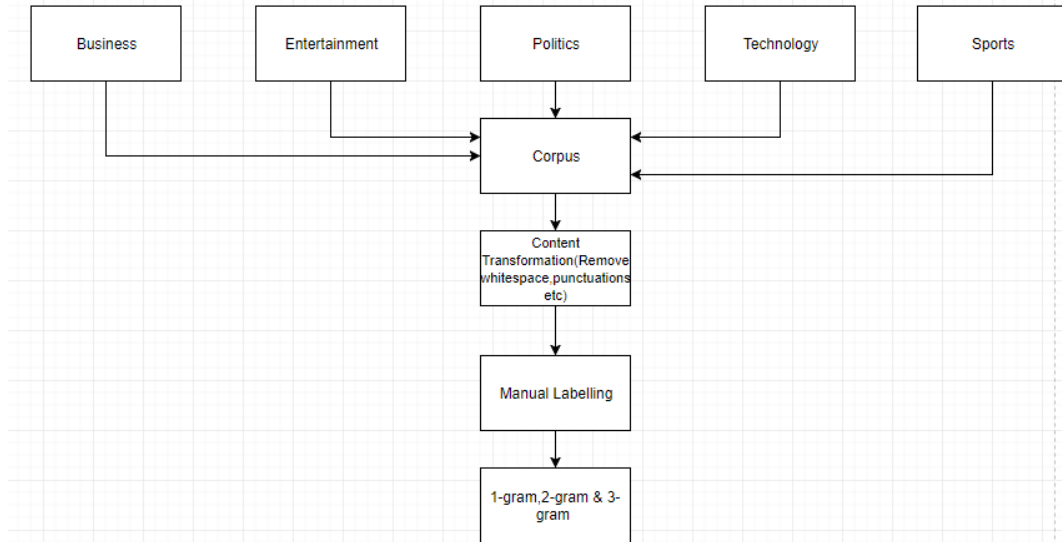 Business
Entertainment
Politics
Technology
Sports
Corpus
Content
Transformation(Remove
whitespace,punctuations
etc)
Manual Labelling
1-gram,2-gram & 3-
gram